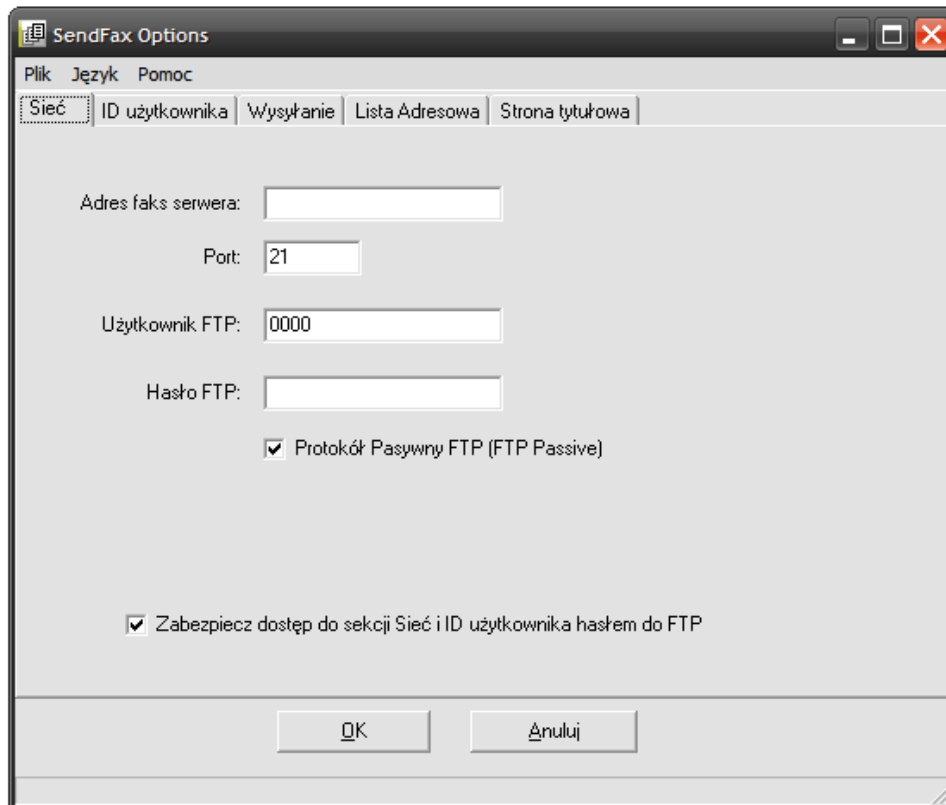 SendFax Options
Plik Język Pomoc
Sieć ID użytkownika Wysyłanie Lista Adresowa Strona tytułowa
Adres faks serwera:
Port: 21
Użytkownik FTP: 0000
Hasło FTP:
Protokół Pasywny FTP (FTP Passive)
Zabezpiecz dostęp do sekcji Sieć i ID użytkownika hasłem do FTP
OK Anuluj